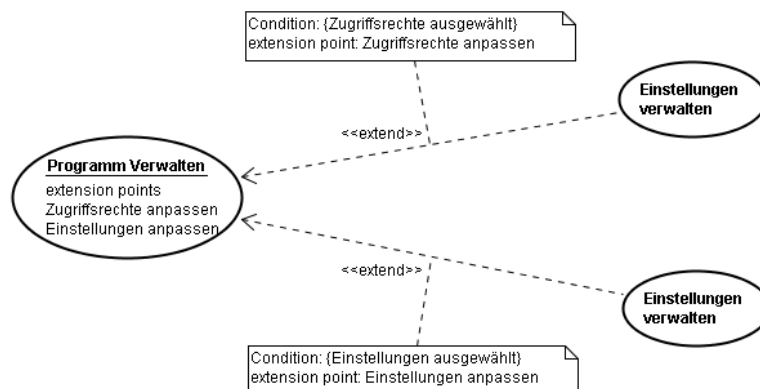 Condition: {Zugriffsrechte ausgewählt}
extension point: Zugriffsrechte anpassen
Einstellungen
verwalten
<<extend>>
Programm Verwalten
extension points
Zugriffsrechte anpassen
Einstellungen anpassen
<<extend>>
Einstellungen
verwalten
Condition: {Einstellungen ausgewählt}
extension point: Einstellungen anpassen